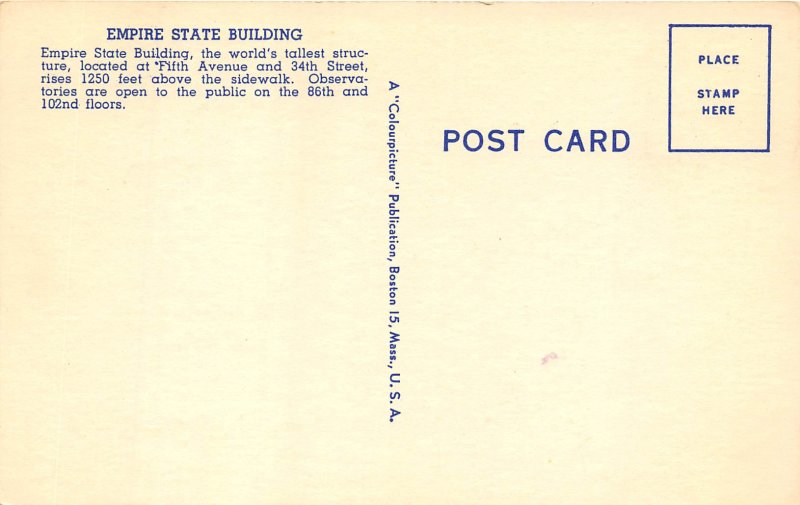 EMPIRE STATE BUILDING
Empire State Building, the world's tallest struc-
ture, located at Fifth Avenue and 34th Street,
rises 1250 feet above the sidewalk. Observa-
tories are open to the public on the 86th and
102nd floors.
A "Colourpicture" Publication, Boston 15, Mass., U. S. A.
POST CARD
PLACE
STAMP
HERE